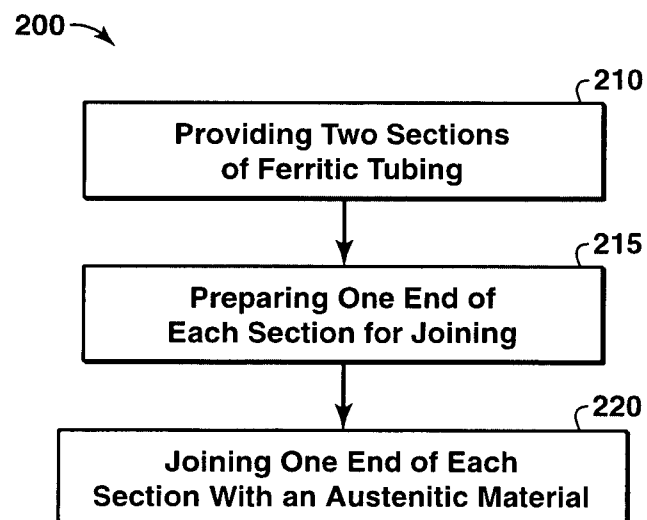 200
210
Providing Two Sections
of Ferritic Tubing
215
Preparing One End of
Each Section for Joining
220
Joining One End of Each
Section With an Austenitic Material